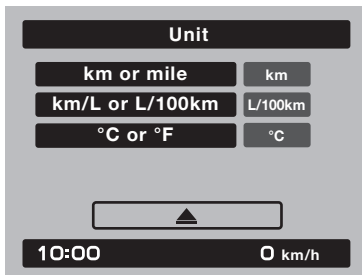 Unit
km or mile km
km/L or L/100km L/100km
°C or °F °C
10:00 0 km/h